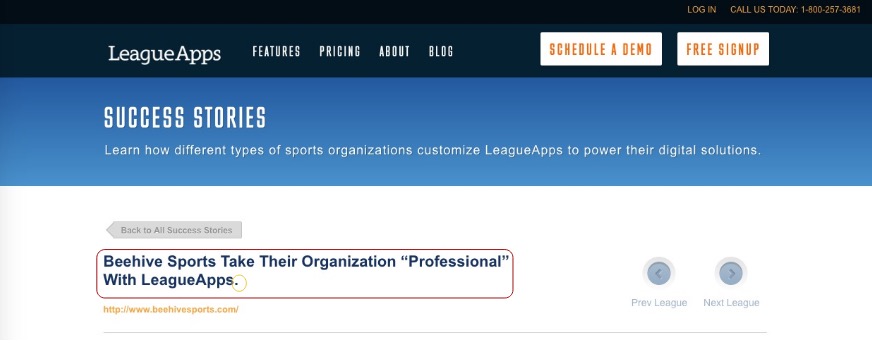 LOG IN CALL US TODAY: 1-800-257-3681
LeagueApps FEATURES PRICING ABOUT BLOG SCHEDULE A DEMO FREE SIGNUP
SUCCESS STORIES
Learn how different types of sports organizations customize LeagueApps to power their digital solutions.
Back to All Success Stories
Beehive Sports Take Their Organization “Professional”
With LeagueApps.
http://www.beehivesports.com/
Prev League Next League